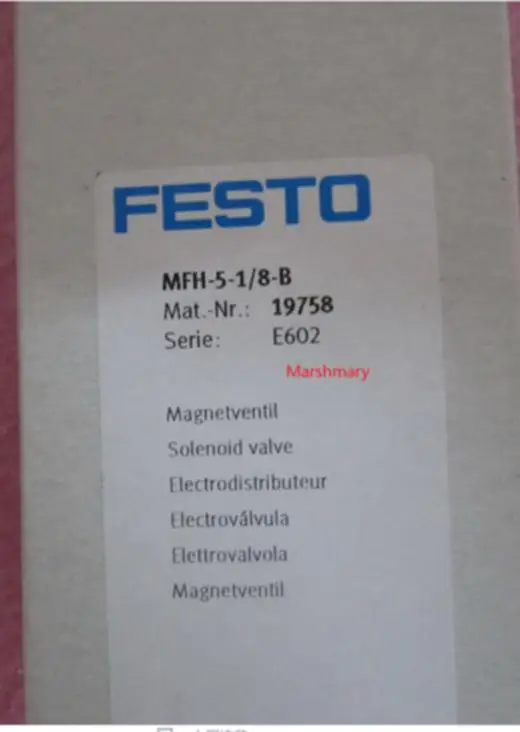 FESTO
MFH-5-1/8-B
Mat.-Nr.: 19758
Serie: E602
Marshmary
Magnetventil
Solenoid valve
Electrodistributeur
Electroválvula
Elettrovalvola
Magnetventil